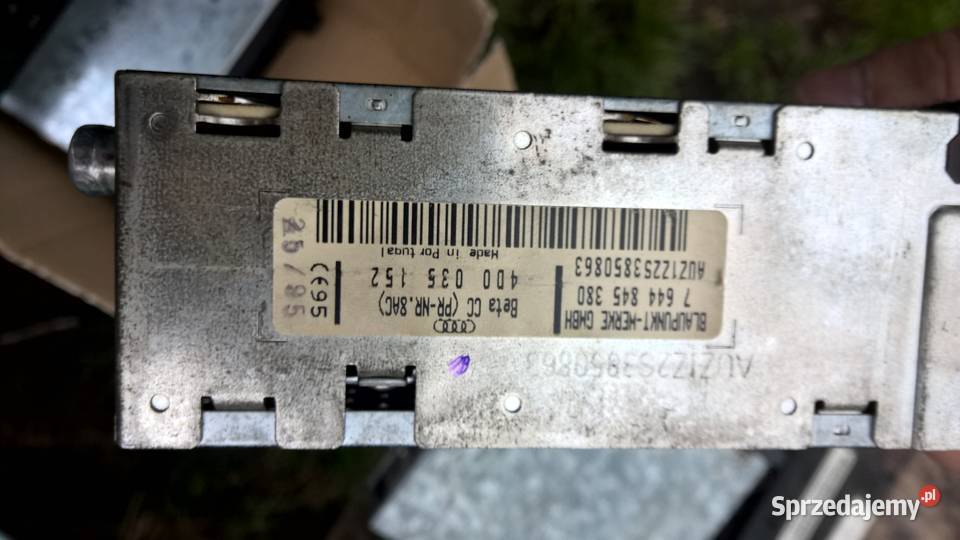 BLAUPUNKT-WERKE GMBH
7 644 845 380
AUZ1Z2S3850863
Beta CC (PR-NR.8AC)
4D0 035 152
Made in Portugal
CE95
25/95
AUZ1Z2S3850863
Sprzedajemy.pl